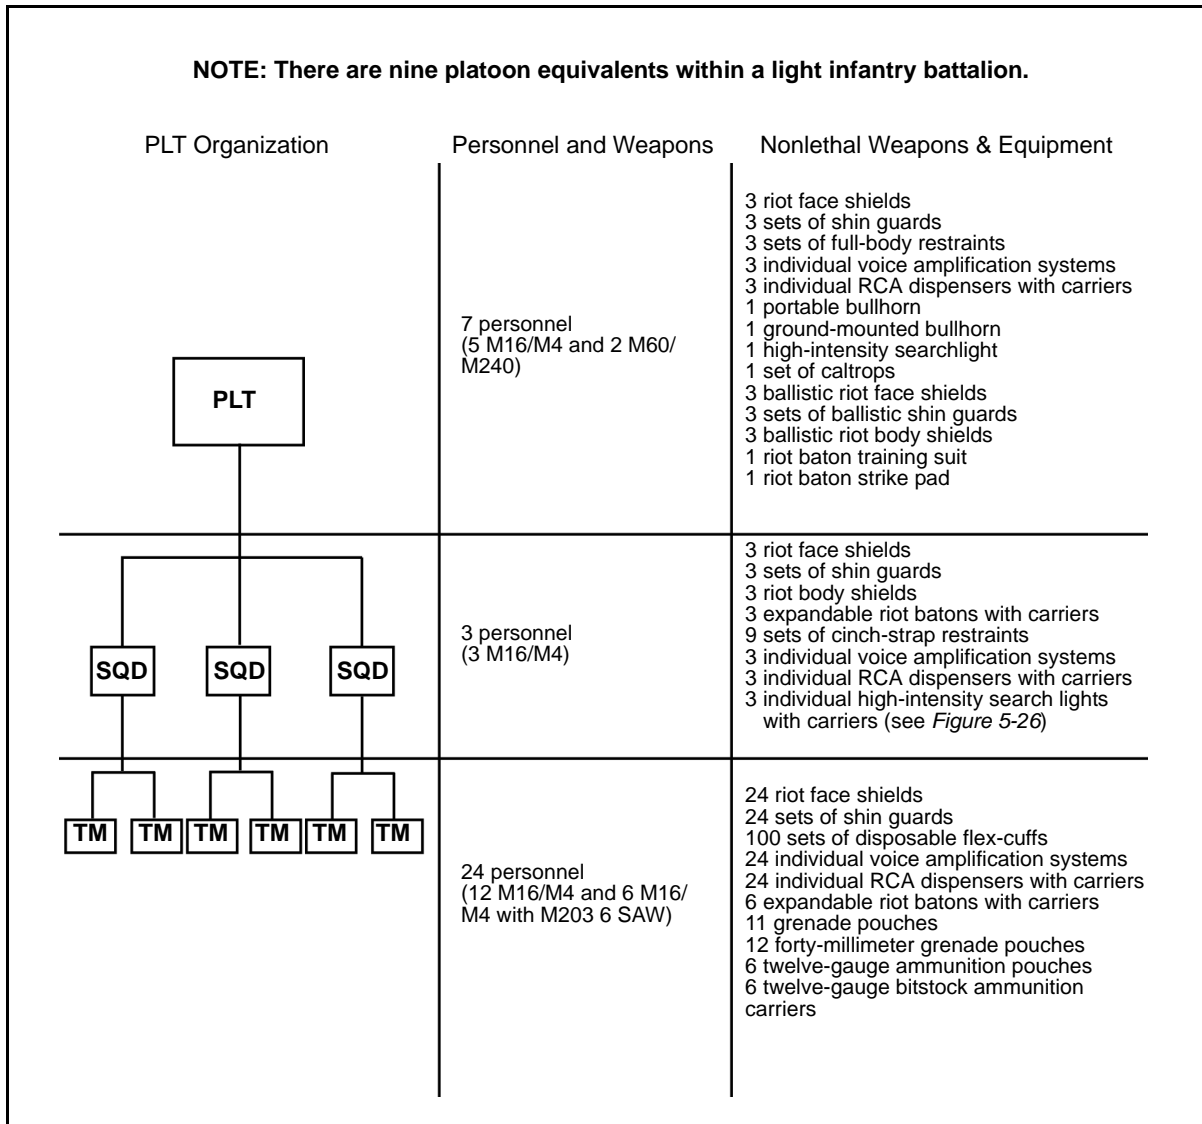 NOTE: There are nine platoon equivalents within a light infantry battalion.
PLT Organization
Personnel and Weapons
Nonlethal Weapons & Equipment
PLT
7 personnel
(5 M16/M4 and 2 M60/
M240)
3 riot face shields
3 sets of shin guards
3 sets of full-body restraints
3 individual voice amplification systems
3 individual RCA dispensers with carriers
1 portable bullhorn
1 ground-mounted bullhorn
1 high-intensity searchlight
1 set of caltrops
3 ballistic riot face shields
3 sets of ballistic shin guards
3 ballistic riot body shields
1 riot baton training suit
1 riot baton strike pad
SQD
SQD
SQD
3 personnel
(3 M16/M4)
3 riot face shields
3 sets of shin guards
3 riot body shields
3 expandable riot batons with carriers
9 sets of cinch-strap restraints
3 individual voice amplification systems
3 individual RCA dispensers with carriers
3 individual high-intensity search lights
with carriers (see Figure 5-26)
TM
TM
TM
TM
TM
TM
24 personnel
(12 M16/M4 and 6 M16/
M4 with M203 6 SAW)
24 riot face shields
24 sets of shin guards
100 sets of disposable flex-cuffs
24 individual voice amplification systems
24 individual RCA dispensers with carriers
6 expandable riot batons with carriers
11 grenade pouches
12 forty-millimeter grenade pouches
6 twelve-gauge ammunition pouches
6 twelve-gauge bitstock ammunition
carriers